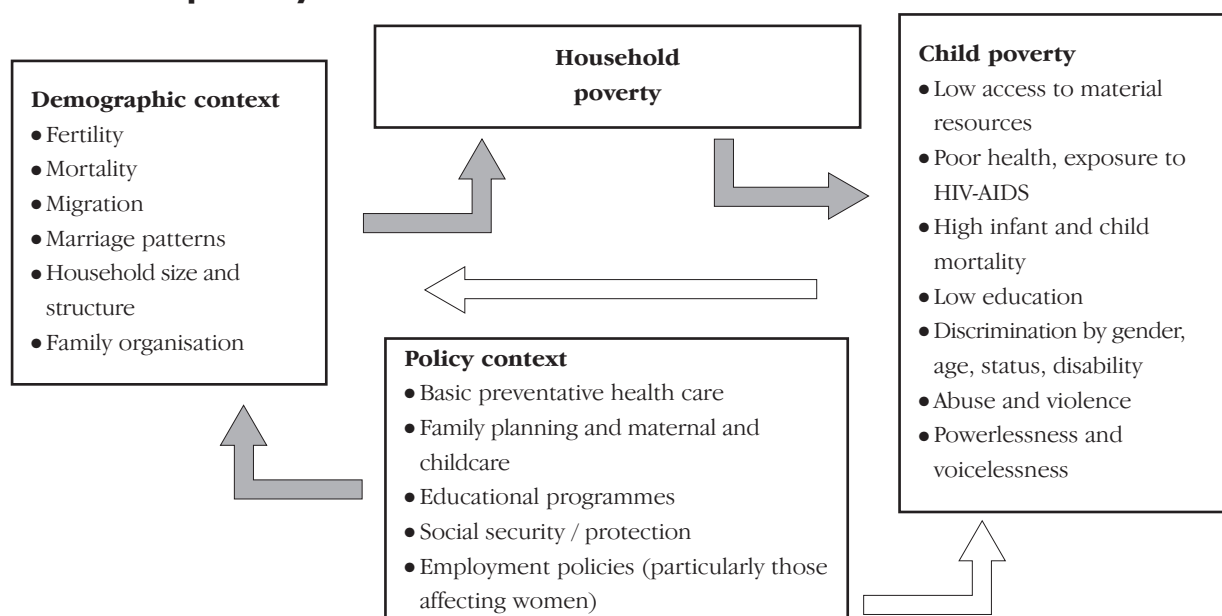 Household
poverty
Demographic context
● Fertility
● Mortality
● Migration
● Marriage patterns
● Household size and
structure
● Family organisation
Child poverty
● Low access to material
resources
● Poor health, exposure to
HIV-AIDS
● High infant and child
mortality
● Low education
● Discrimination by gender,
age, status, disability
● Abuse and violence
● Powerlessness and
voicelessness
Policy context
● Basic preventative health care
● Family planning and maternal and
childcare
● Educational programmes
● Social security / protection
● Employment policies (particularly those
affecting women)